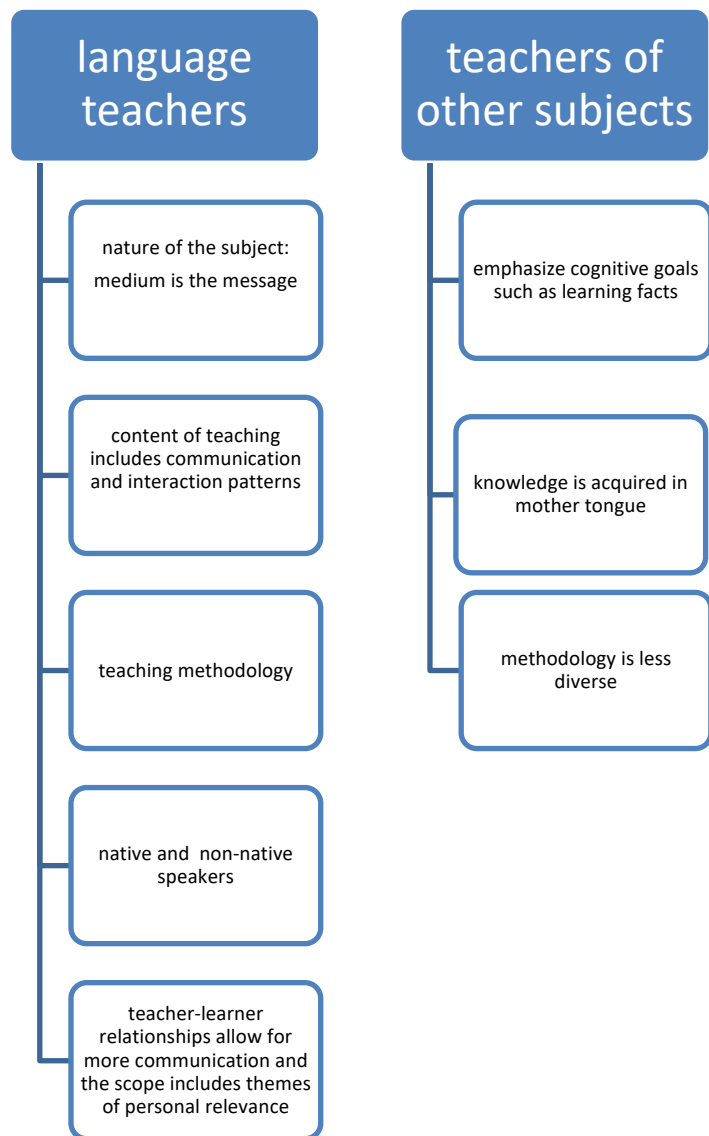 language
teachers
nature of the subject:
medium is the message
content of teaching
includes communication
and interaction patterns
teaching methodology
native and  non-native
speakers
teacher-learner
relationships allow for
more communication and
the scope includes themes
of personal relevance
teachers of
other subjects
emphasize cognitive goals
such as learning facts
knowledge is acquired in
mother tongue
methodology is less
diverse